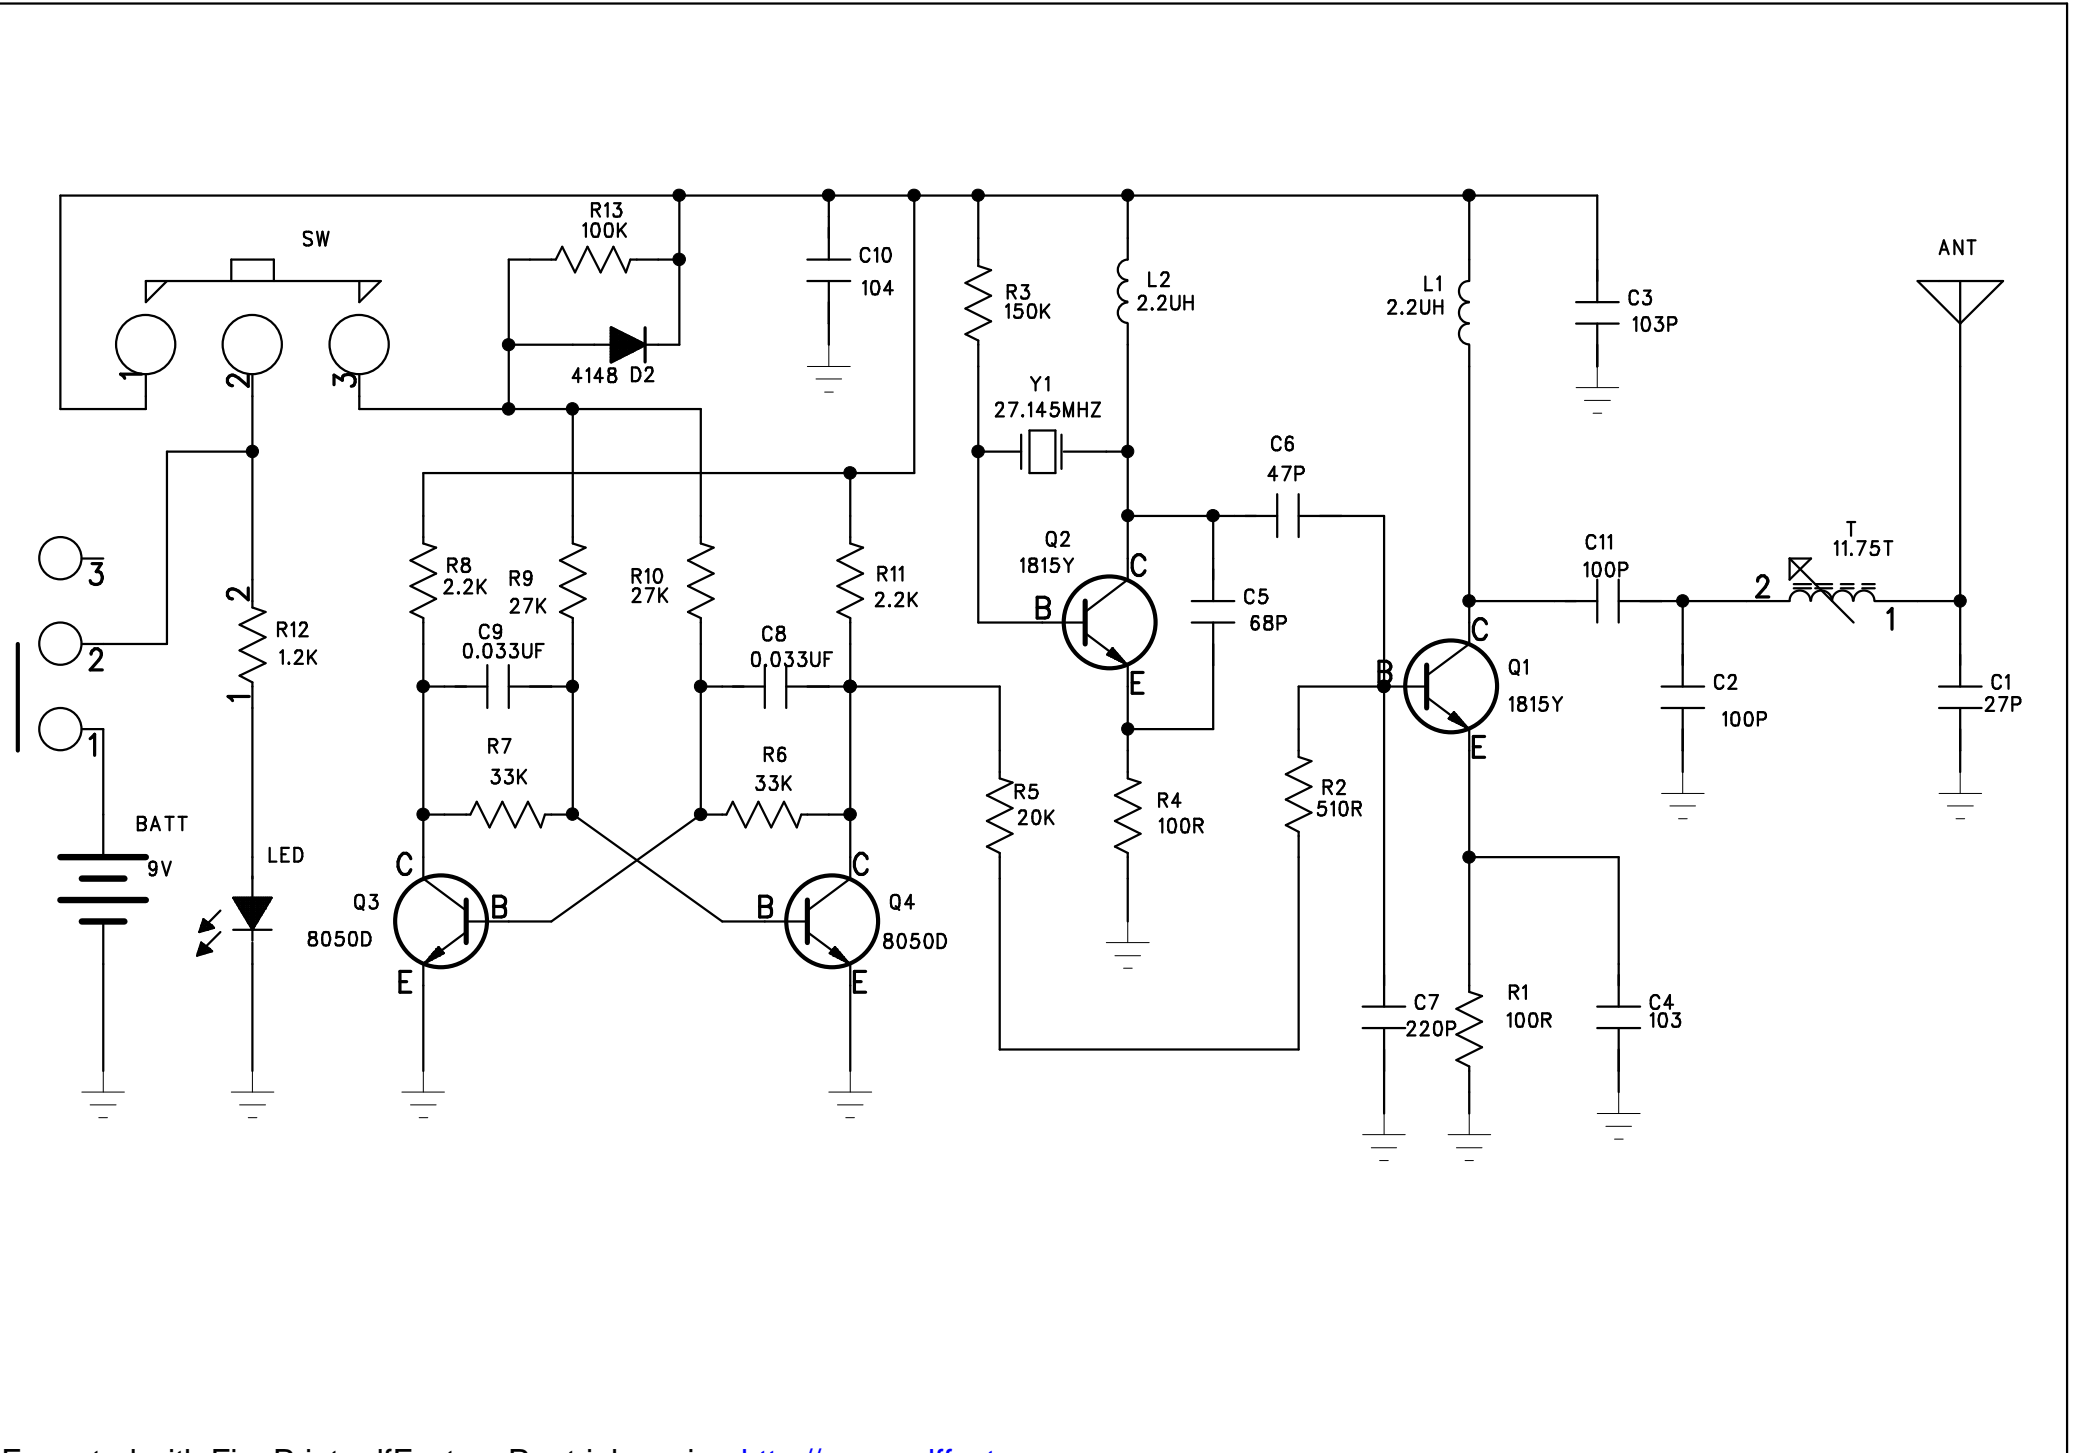 SW
1
2
3
R13
100K
4148 D2
C10
104
R3
150K
L2
2.2UH
L1
2.2UH
C3
103P
ANT
Y1
27.145MHZ
C6
47P
3
2
1
2
R12
1.2K
1
R8
2.2K
R9
27K
R10
27K
R11
2.2K
C9
0.033UF
C8
0.033UF
Q2
1815Y
C
B
E
C5
68P
C11
100P
T
11.75T
2
1
C
B
E
Q1
1815Y
C2
100P
C1
27P
R7
33K
R6
33K
R5
20K
R4
100R
R2
510R
BATT
9V
LED
C
Q3
B
8050D
E
C
B
Q4
8050D
E
C7
220P
R1
100R
C4
103